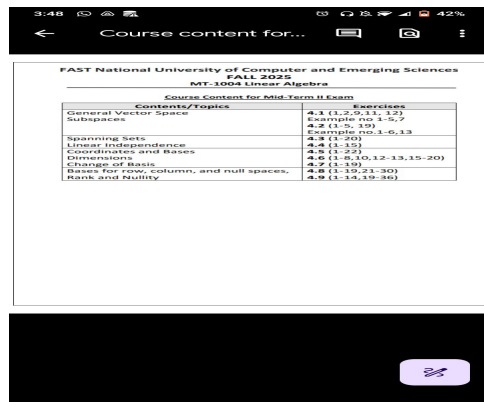 3:48 42%
Course content for...
FAST National University of Computer and Emerging Sciences
FALL 2025
MT-1004 Linear Algebra
Course Content for Mid-Term II Exam
Contents/Topics Exercises
General Vector Space 4.1 (1,2,9,11, 12)
Subspaces Example no 1-5,7
4.2 (1-5, 19)
Example no.1-6,13
Spanning Sets 4.3 (1-20)
Linear Independence 4.4 (1-15)
Coordinates and Bases 4.5 (1-22)
Dimensions 4.6 (1-8,10,12-13,15-20)
Change of Basis 4.7 (1-19)
Bases for row, column, and null spaces, 4.8 (1-19,21-30)
Rank and Nullity 4.9 (1-14,19-36)